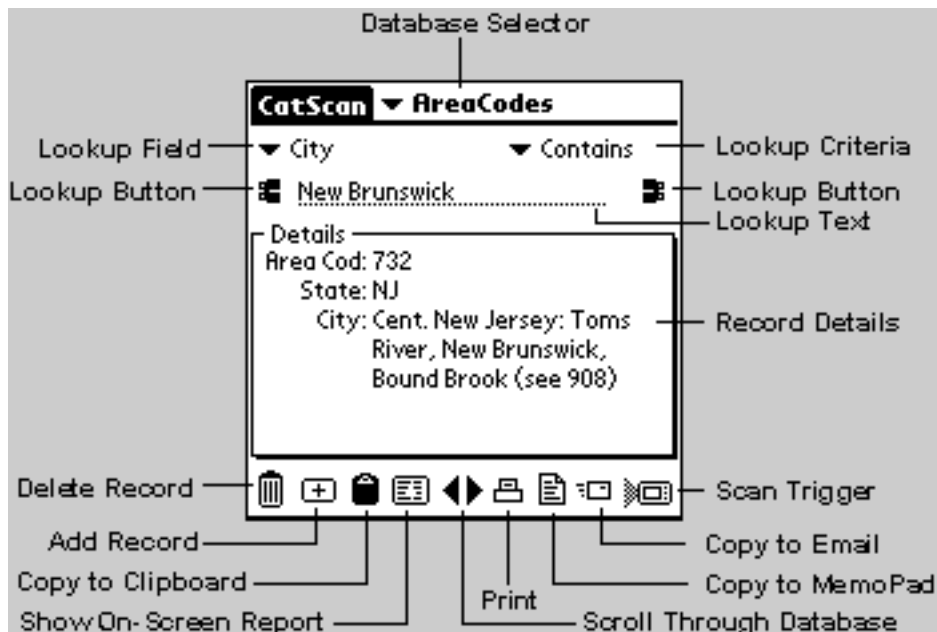 Database Selector
CatScan AreaCodes
Lookup Field City Contains Lookup Criteria
Lookup Button New Brunswick Lookup Button
Lookup Text
Details
Area Cod: 732
State: NJ
City: Cent. New Jersey: Toms Record Details
River, New Brunswick,
Bound Brook (see 908)
Delete Record Scan Trigger
Add Record Copy to Email
Copy to Clipboard Copy to MemoPad
Print
Show On-Screen Report Scroll Through Database